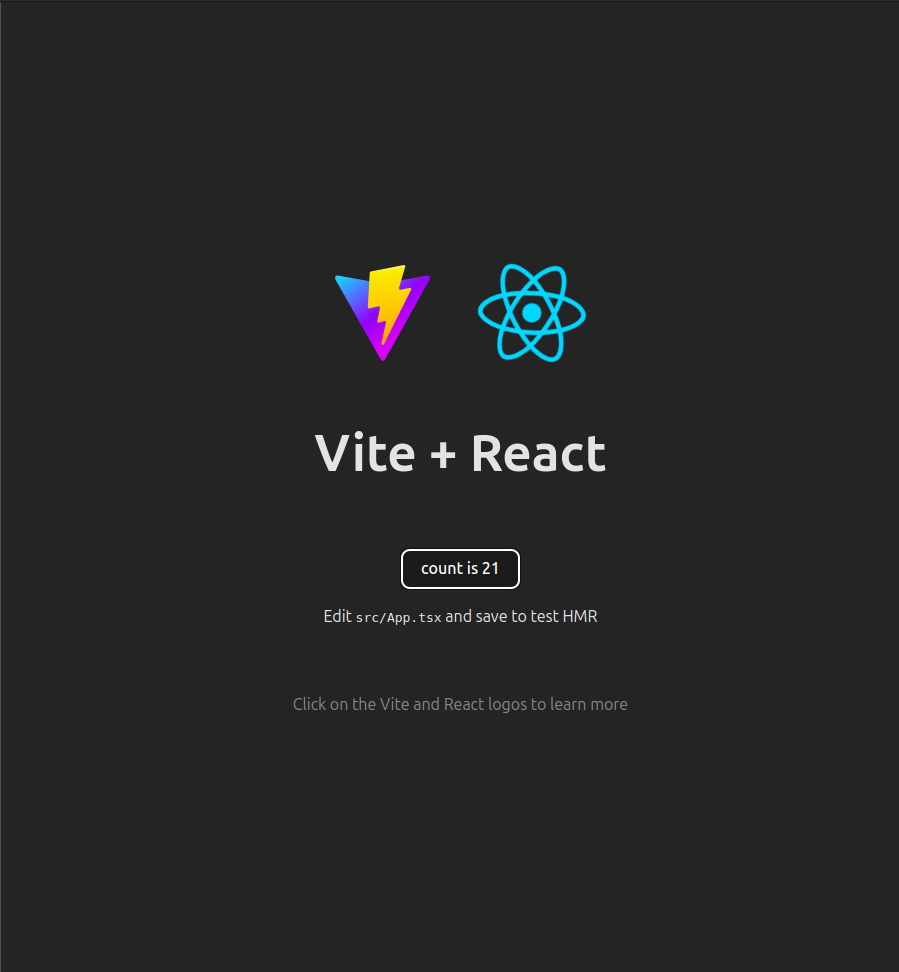 Vite + React
count is 21
Edit src/App.tsx and save to test HMR
Click on the Vite and React logos to learn more